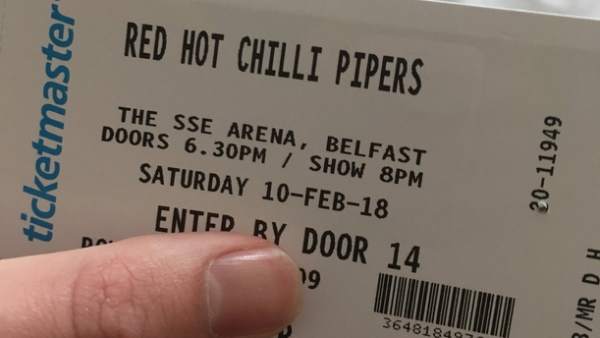 ticketmaster
RED HOT CHILLI PIPERS
THE SSE ARENA, BELFAST
DOORS 6.30PM / SHOW 8PM
SATURDAY 10-FEB-18
ENTER BY DOOR 14
20-11949
MR D H